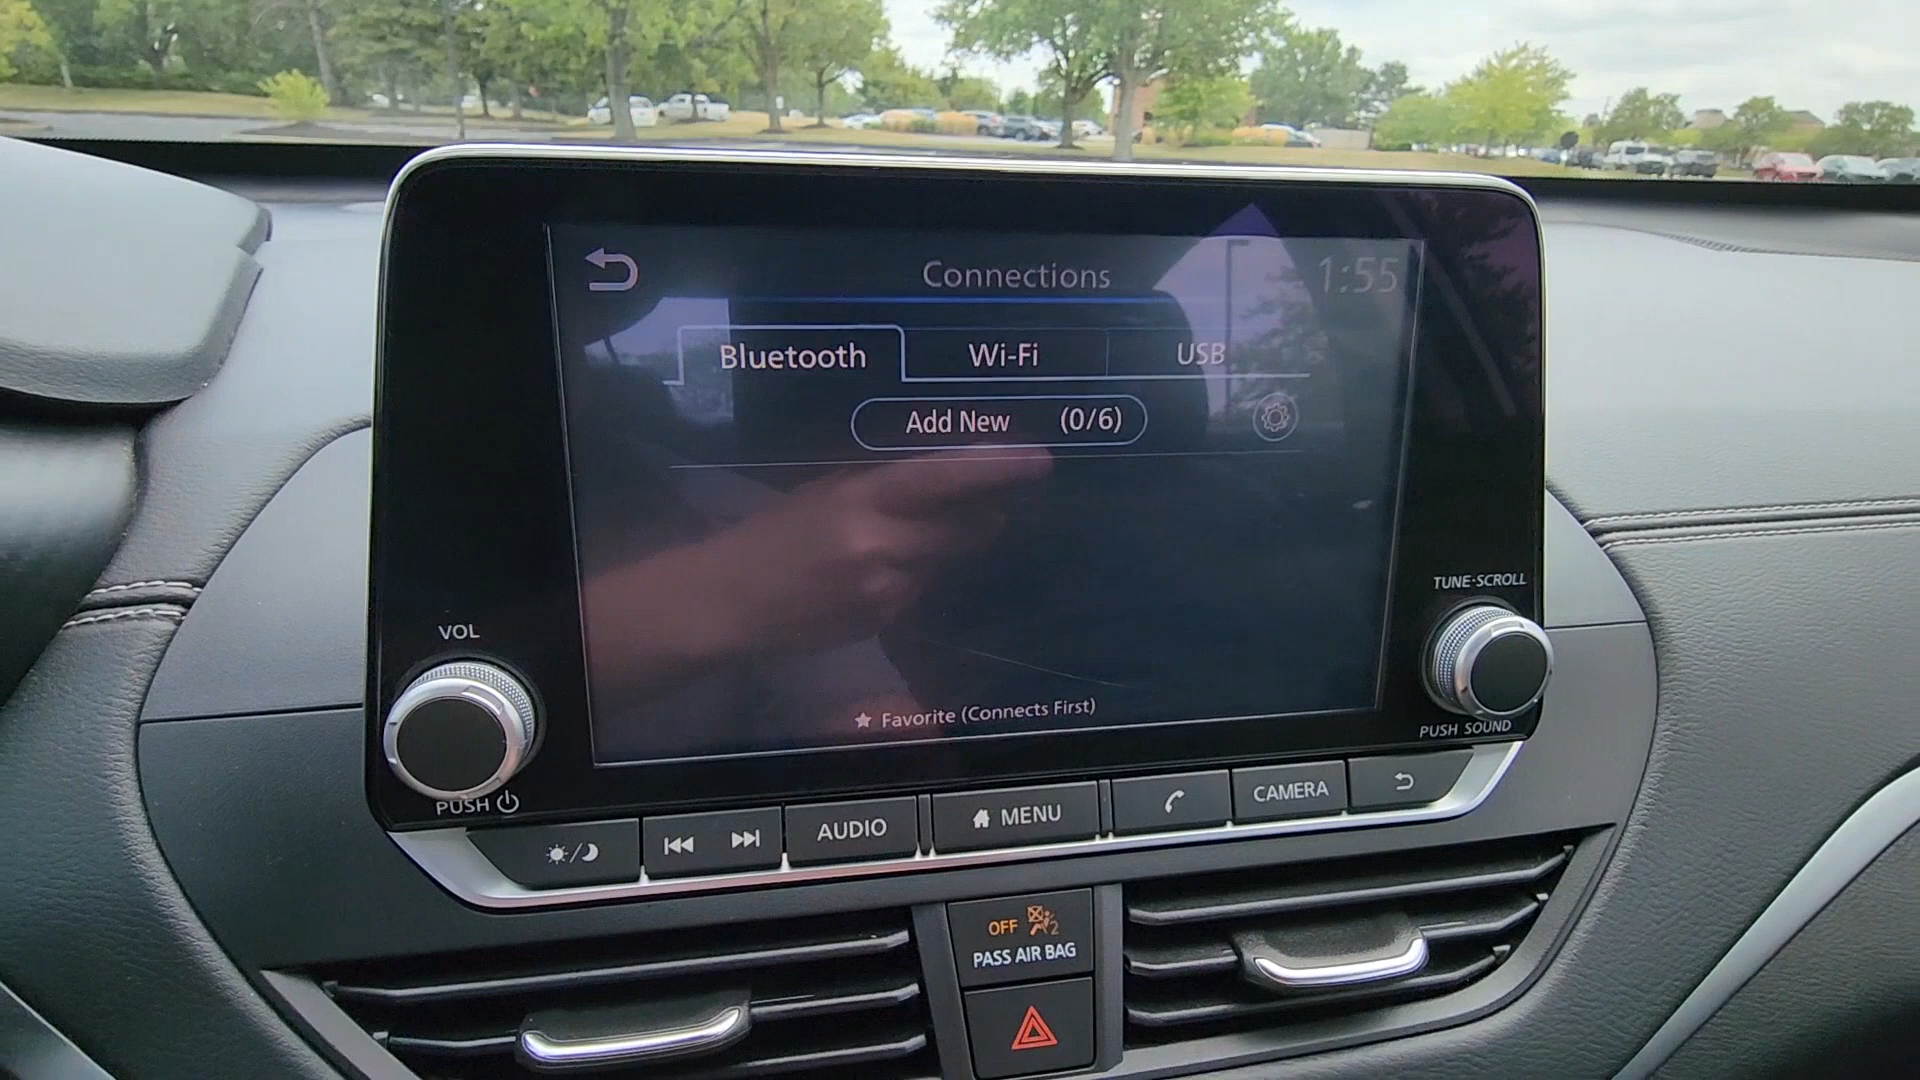 Connections
1:55
Bluetooth
Wi-Fi
USB
Add New (0/6)
★ Favorite (Connects First)
VOL
PUSH
TUNE·SCROLL
PUSH SOUND
AUDIO
MENU
CAMERA
OFF 2
PASS AIR BAG